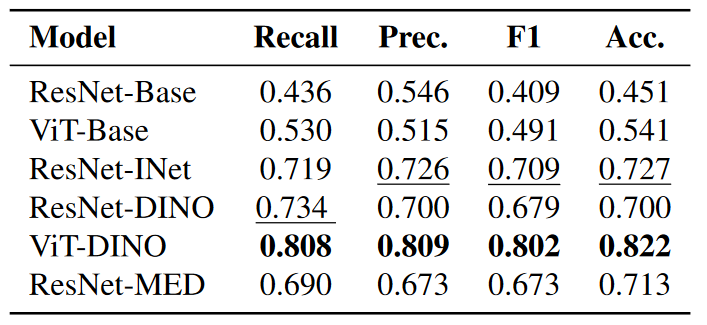 Model Recall Prec. F1 Acc.
ResNet-Base 0.436 0.546 0.409 0.451
ViT-Base 0.530 0.515 0.491 0.541
ResNet-INet 0.719 0.726 0.709 0.727
ResNet-DINO 0.734 0.700 0.679 0.700
ViT-DINO 0.808 0.809 0.802 0.822
ResNet-MED 0.690 0.673 0.673 0.713